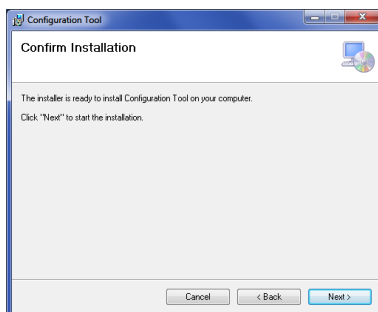 Configuration Tool
Confirm Installation
The installer is ready to install Configuration Tool on your computer.
Click "Next" to start the installation.
Cancel < Back Next >